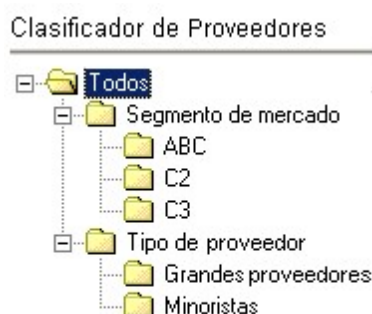 Clasificador de Proveedores
Todos
Segmento de mercado
ABC
C2
C3
Tipo de proveedor
Grandes proveedores
Minoristas